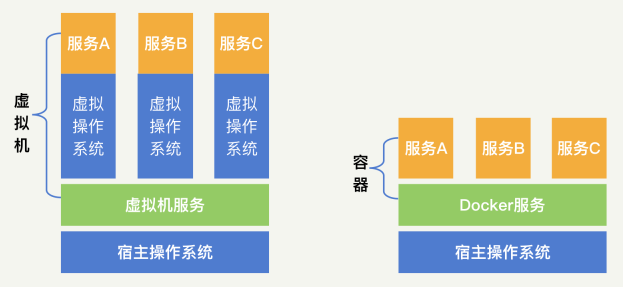 虚
拟
机
服务A
服务B
服务C
虚拟
操作
系统
虚拟
操作
系统
虚拟
操作
系统
虚拟机服务
宿主操作系统
容
器
服务A
服务B
服务C
Docker服务
宿主操作系统